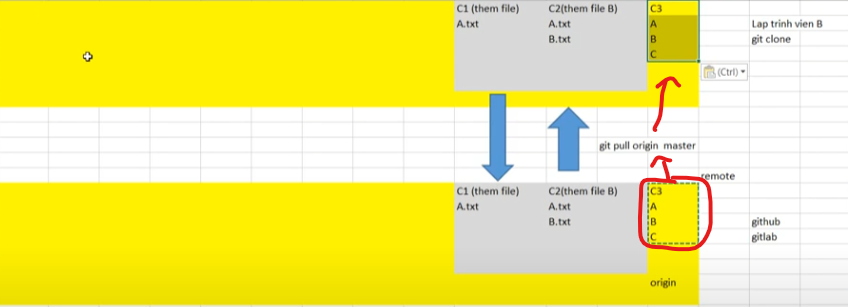 C1 (them file) C2(them file B) C3
A.txt A.txt A Lap trinh vien B
B.txt B git clone
C
(Ctrl)
git pull origin master
remote
C1 (them file) C2(them file B) C3
A.txt A.txt A
B.txt B github
C gitlab
origin